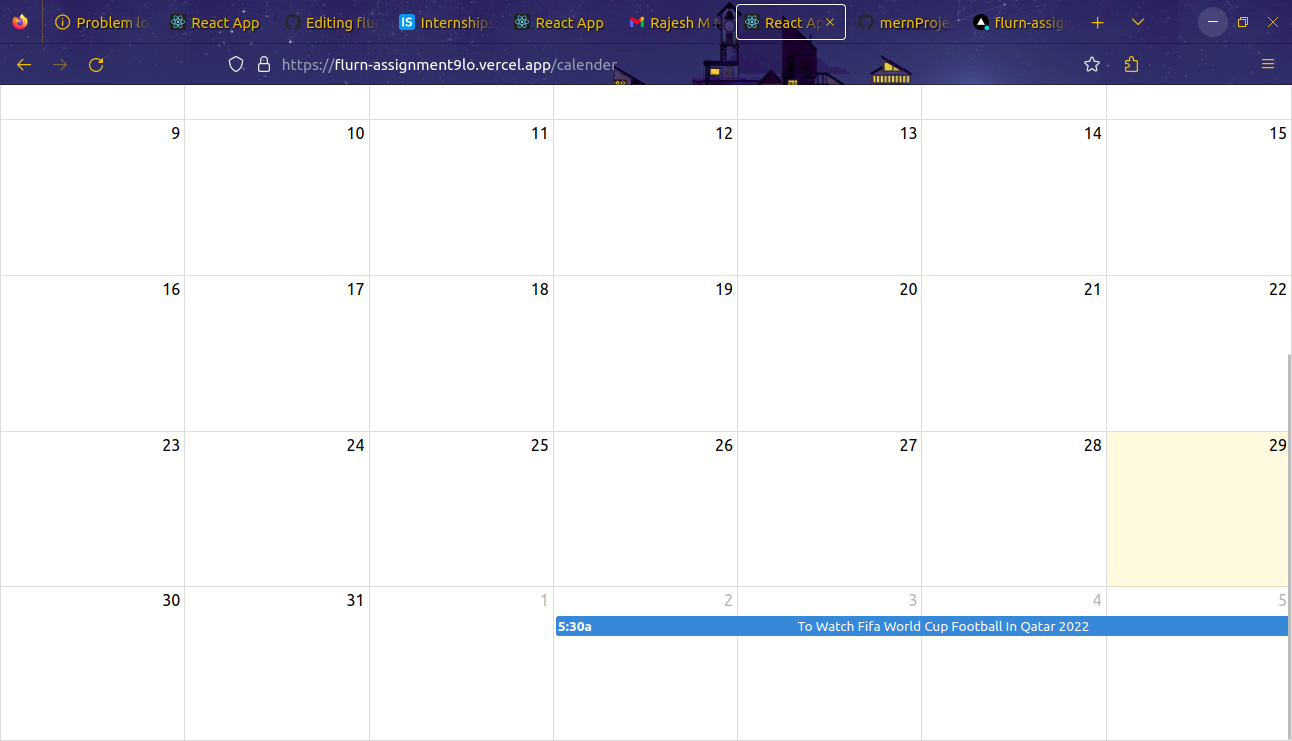 Problem lo React App Editing flu Internship React App Rajesh M React Ap mernProje flurn-assig
https://flurn-assignment9lo.vercel.app/calender
9 10 11 12 13 14 15
16 17 18 19 20 21 22
23 24 25 26 27 28 29
30 31 1 2 3 4 5
5:30a To Watch Fifa World Cup Football In Qatar 2022